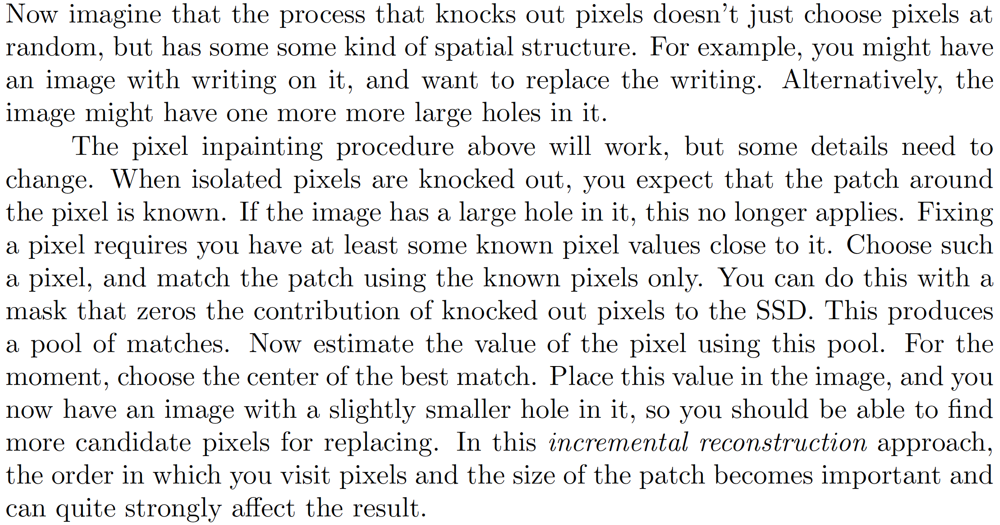 Now imagine that the process that knocks out pixels doesn’t just choose pixels at
random, but has some some kind of spatial structure. For example, you might have
an image with writing on it, and want to replace the writing. Alternatively, the
image might have one more more large holes in it.
The pixel inpainting procedure above will work, but some details need to
change. When isolated pixels are knocked out, you expect that the patch around
the pixel is known. If the image has a large hole in it, this no longer applies. Fixing
a pixel requires you have at least some known pixel values close to it. Choose such
a pixel, and match the patch using the known pixels only. You can do this with a
mask that zeros the contribution of knocked out pixels to the SSD. This produces
a pool of matches. Now estimate the value of the pixel using this pool. For the
moment, choose the center of the best match. Place this value in the image, and you
now have an image with a slightly smaller hole in it, so you should be able to find
more candidate pixels for replacing. In this incremental reconstruction approach,
the order in which you visit pixels and the size of the patch becomes important and
can quite strongly affect the result.